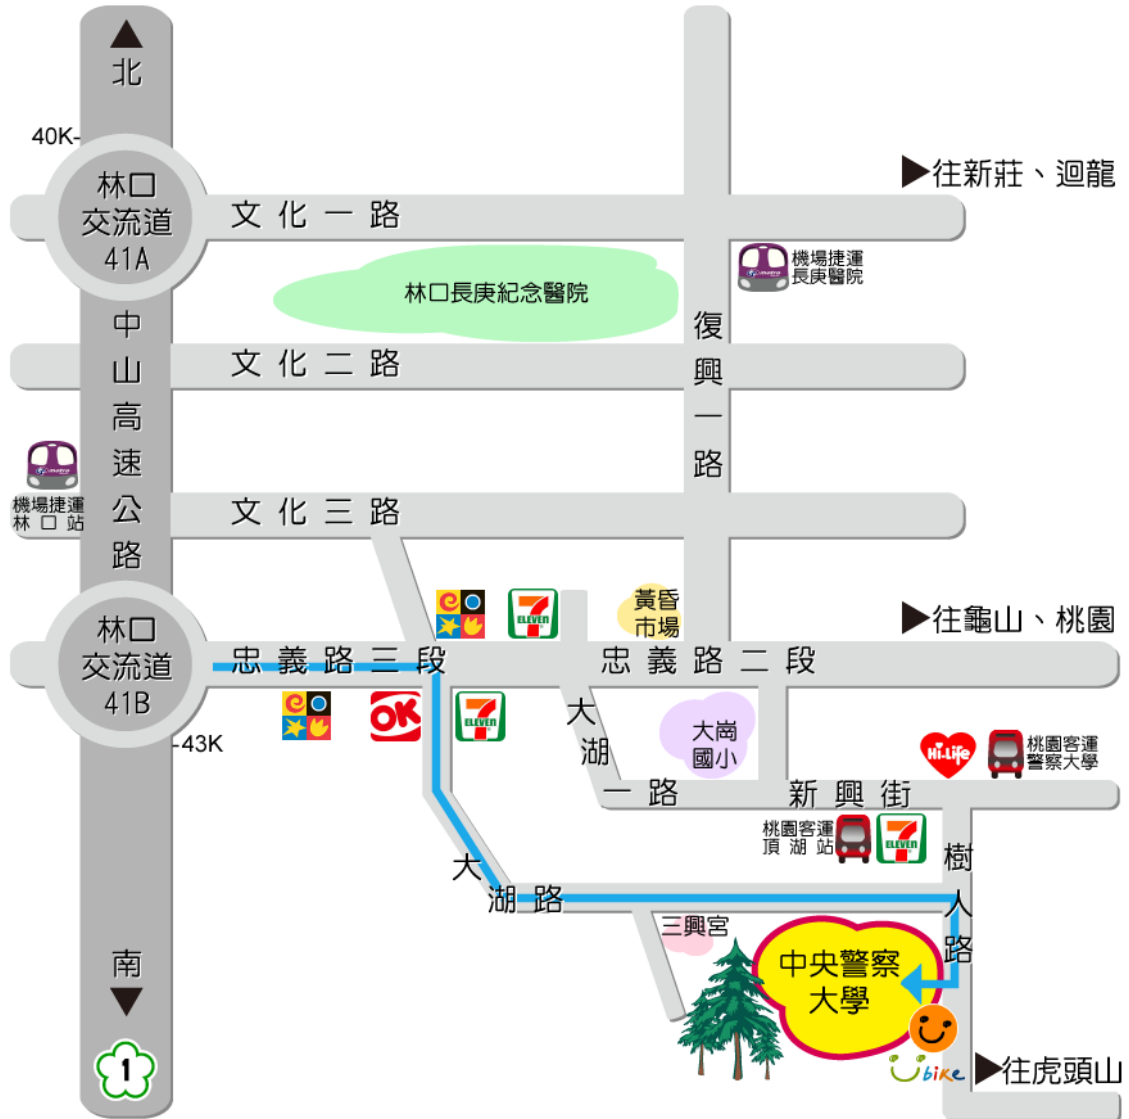 北
40K-
林口
交流道
41A
往新莊、迴龍
文化一路
機場捷運
長庚醫院
林口長庚紀念醫院
中山高速公路
復興一路
文化二路
機場捷運
林口站
文化三路
黃昏
市場
7
ELEVEN
林口
交流道
41B
往龜山、桃園
忠義路三段
忠義路二段
OK
7
ELEVEN
大湖一路
大崗
國小
-43K
Hi-Life
桃園客運
警察大學
新興街
桃園客運
頂湖站
7
ELEVEN
樹人路
大湖路
三興宮
中央警察
大學
南
1
Ubike
往虎頭山